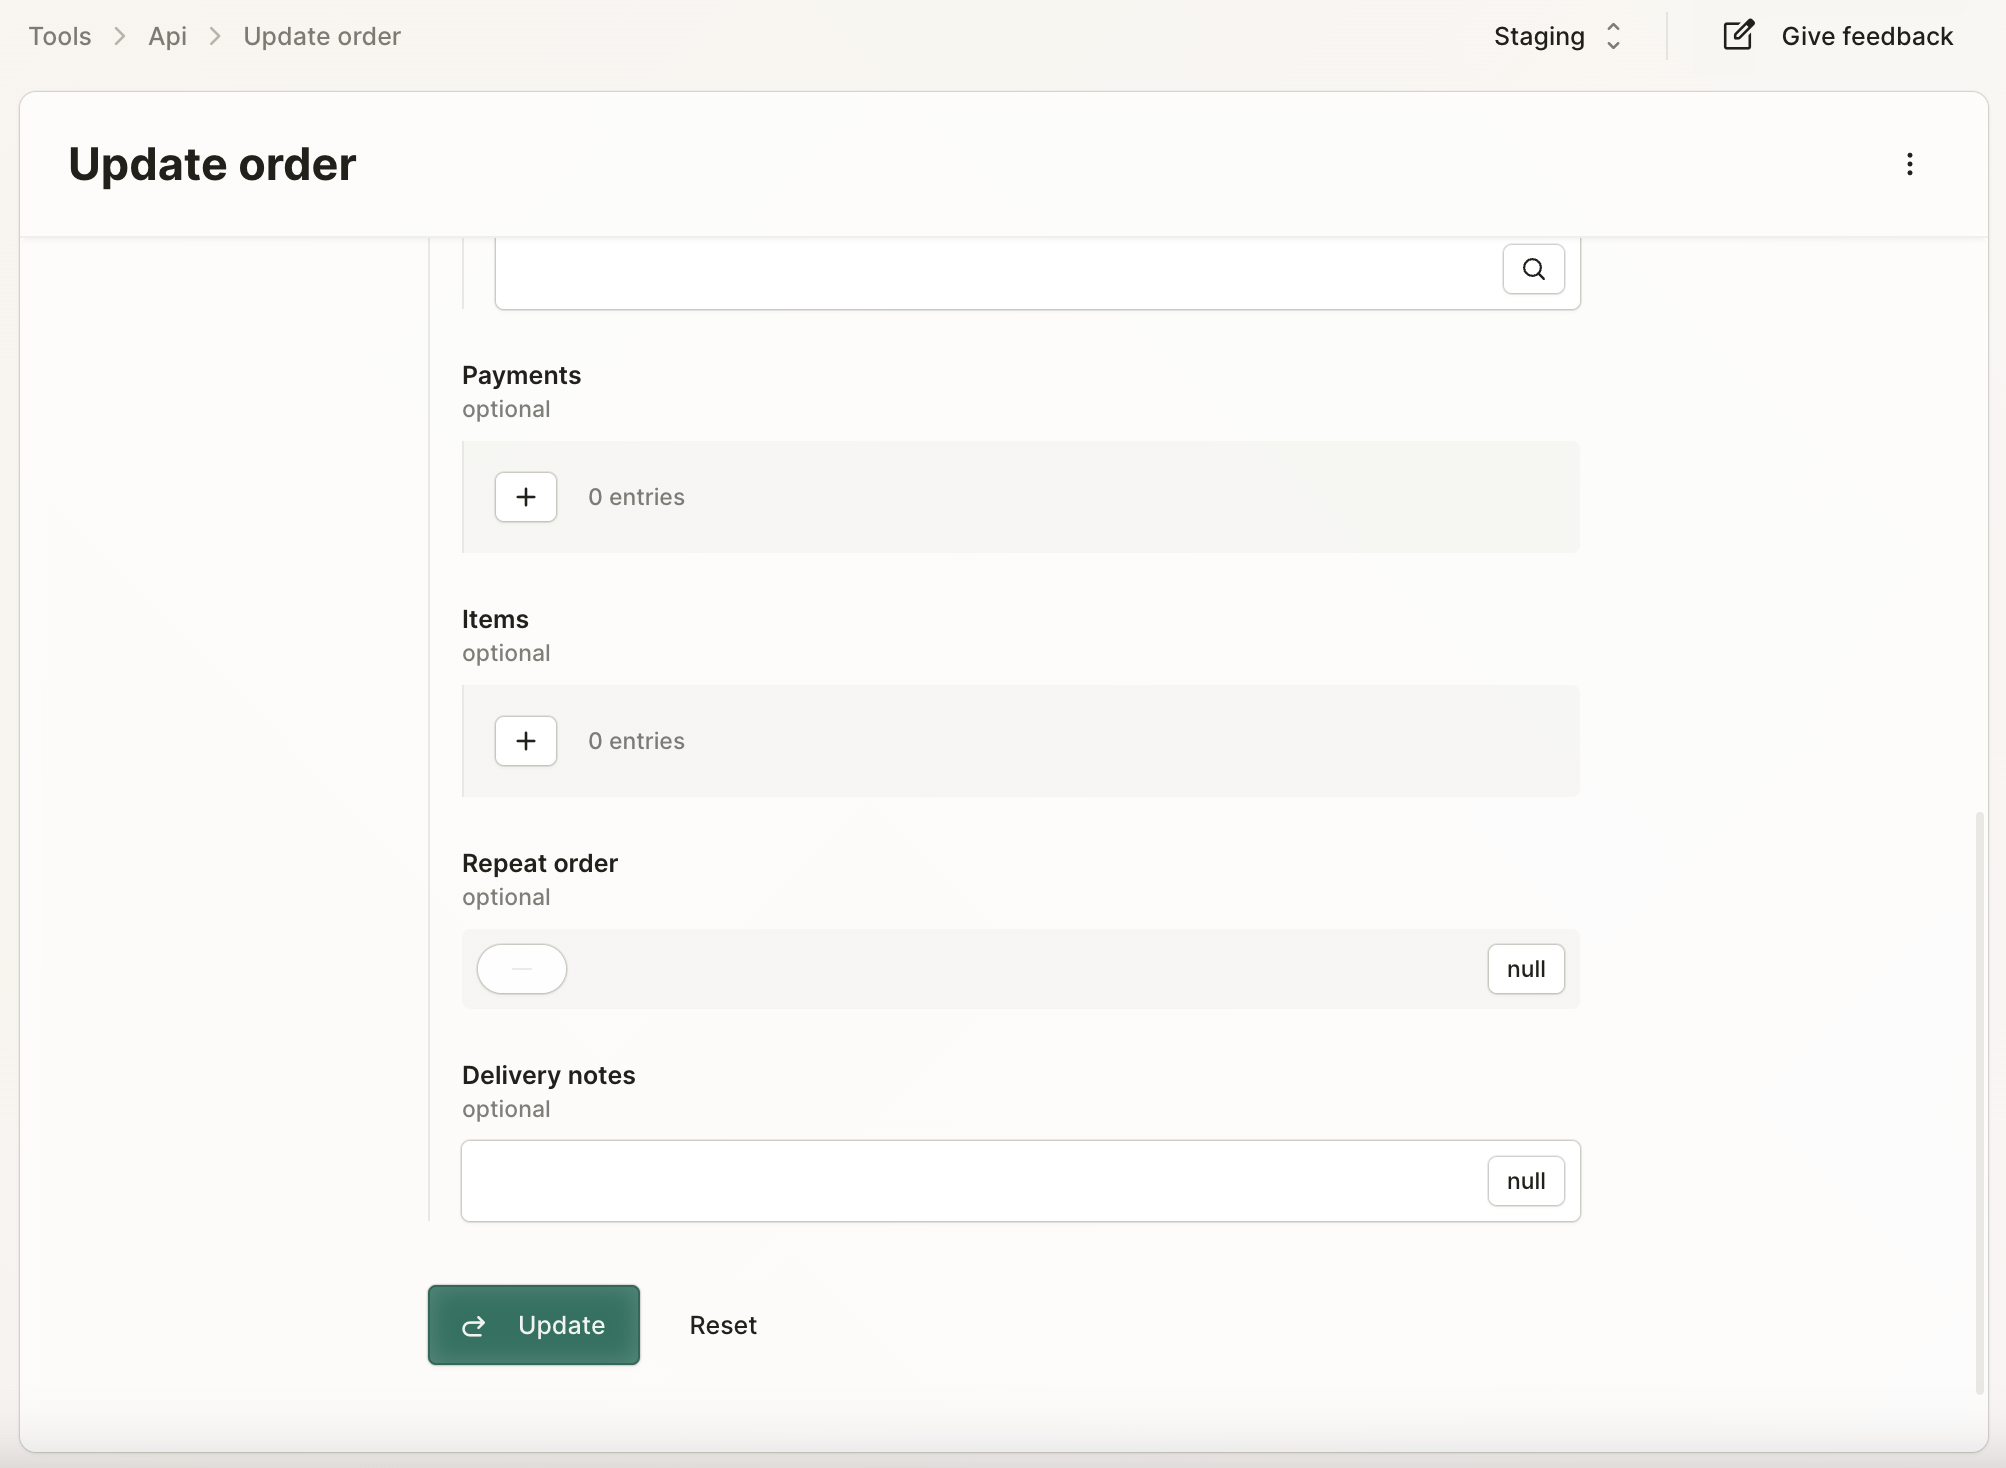 Tools > Api > Update order
Staging
Give feedback
Update order
Payments
optional
0 entries
Items
optional
0 entries
Repeat order
optional
null
Delivery notes
optional
null
Update
Reset